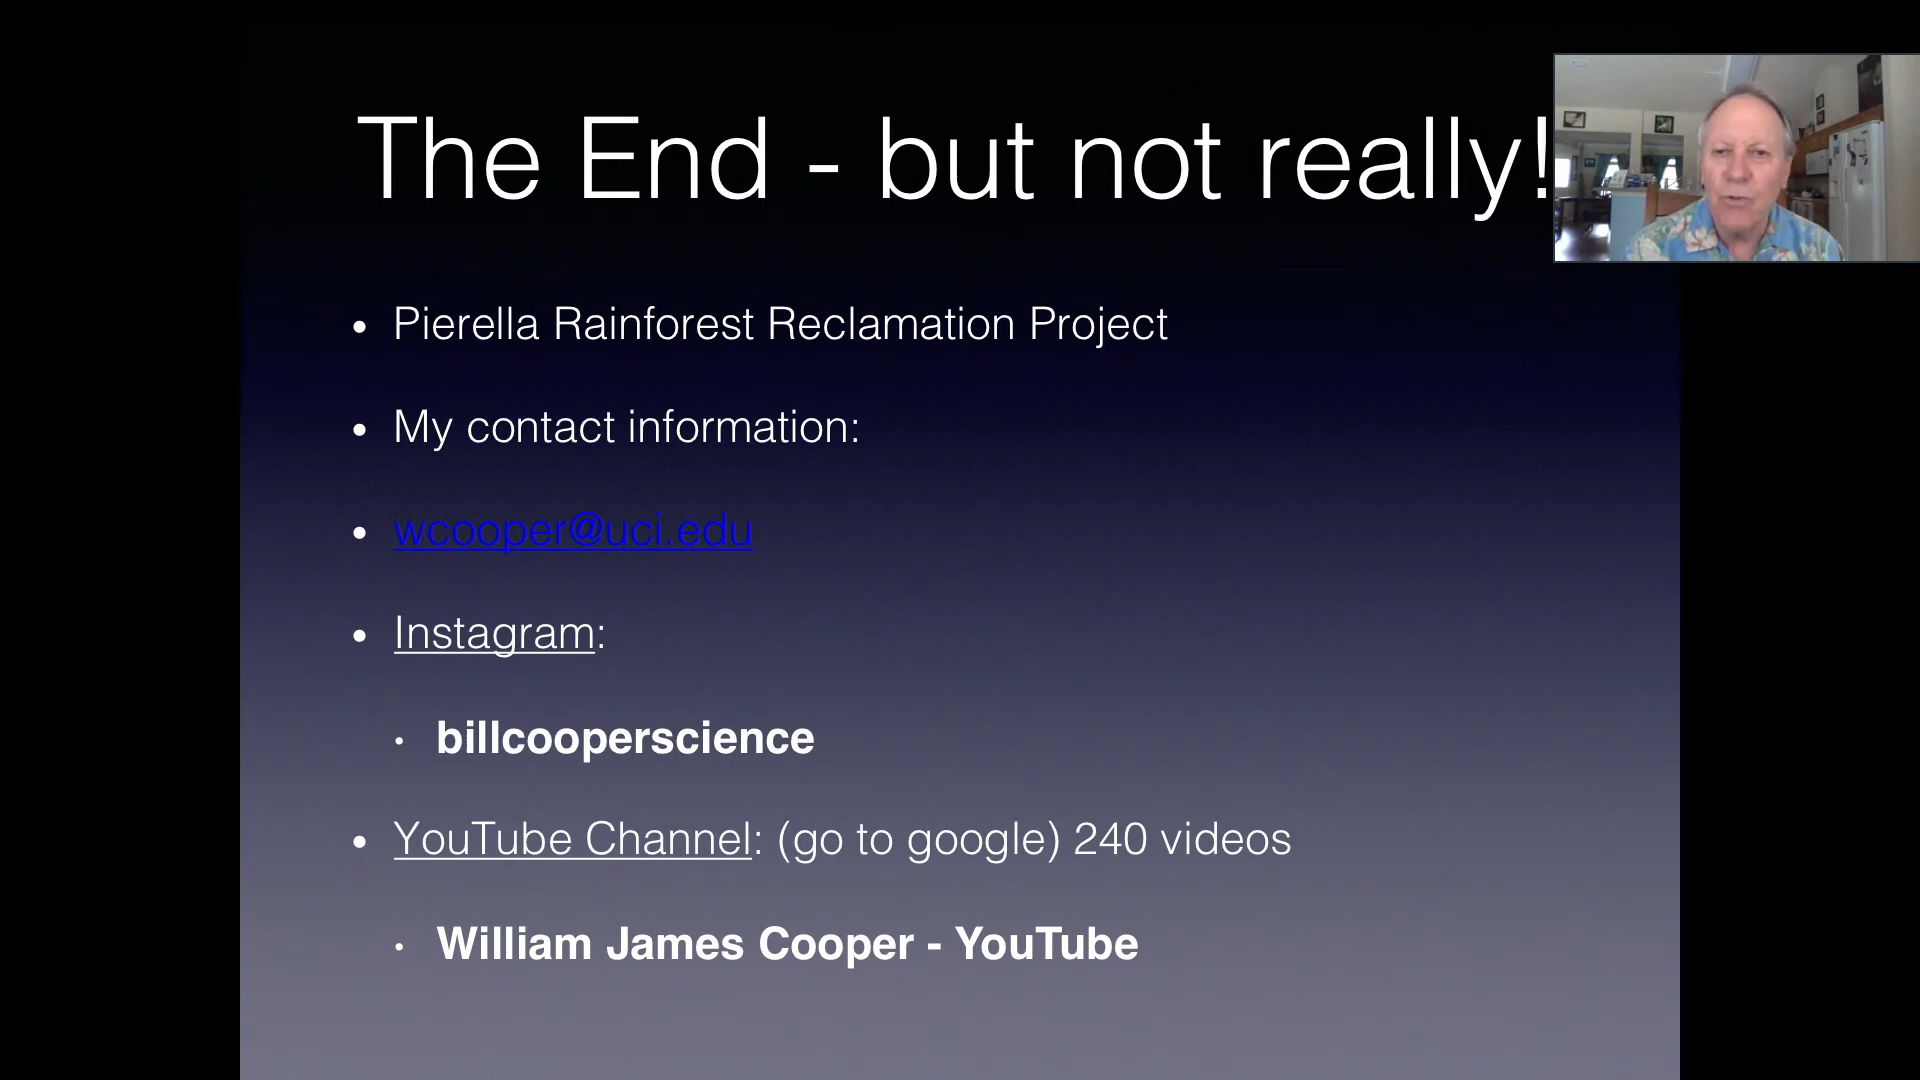 The End - but not really!
• Pierella Rainforest Reclamation Project
• My contact information:
• wcooper@uci.edu
• Instagram:
• billcooperscience
• YouTube Channel: (go to google) 240 videos
• William James Cooper - YouTube